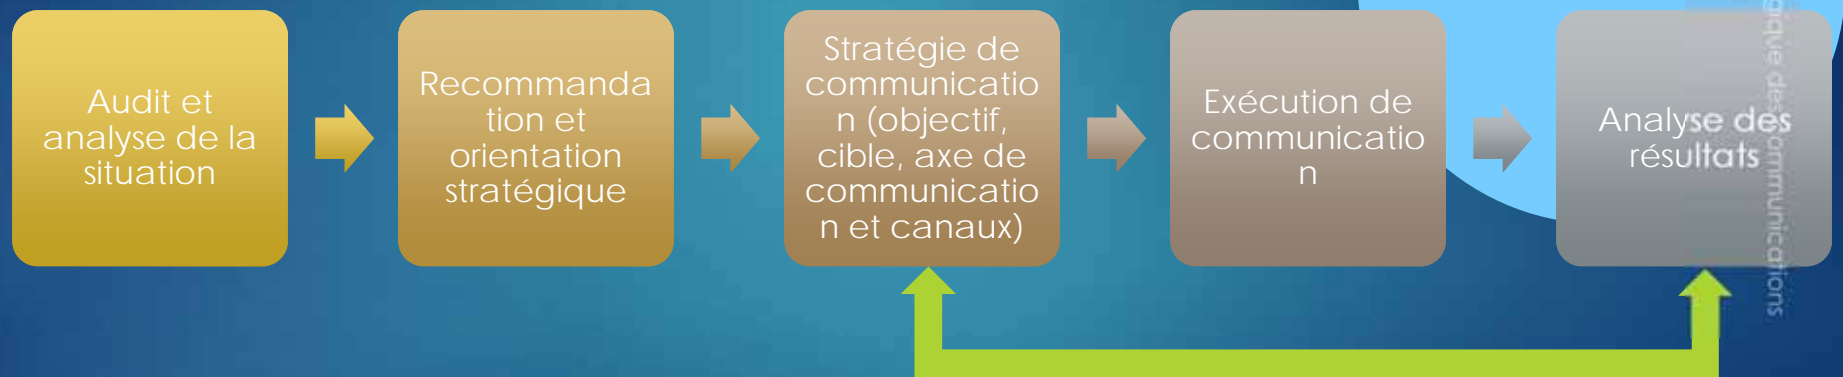 Audit et
analyse de la
situation
Recommanda
tion et
orientation
stratégique
Stratégie de
communicatio
n (objectif,
cible, axe de
communicatio
n et canaux)
Exécution de
communicatio
n
Analyse des
résultats